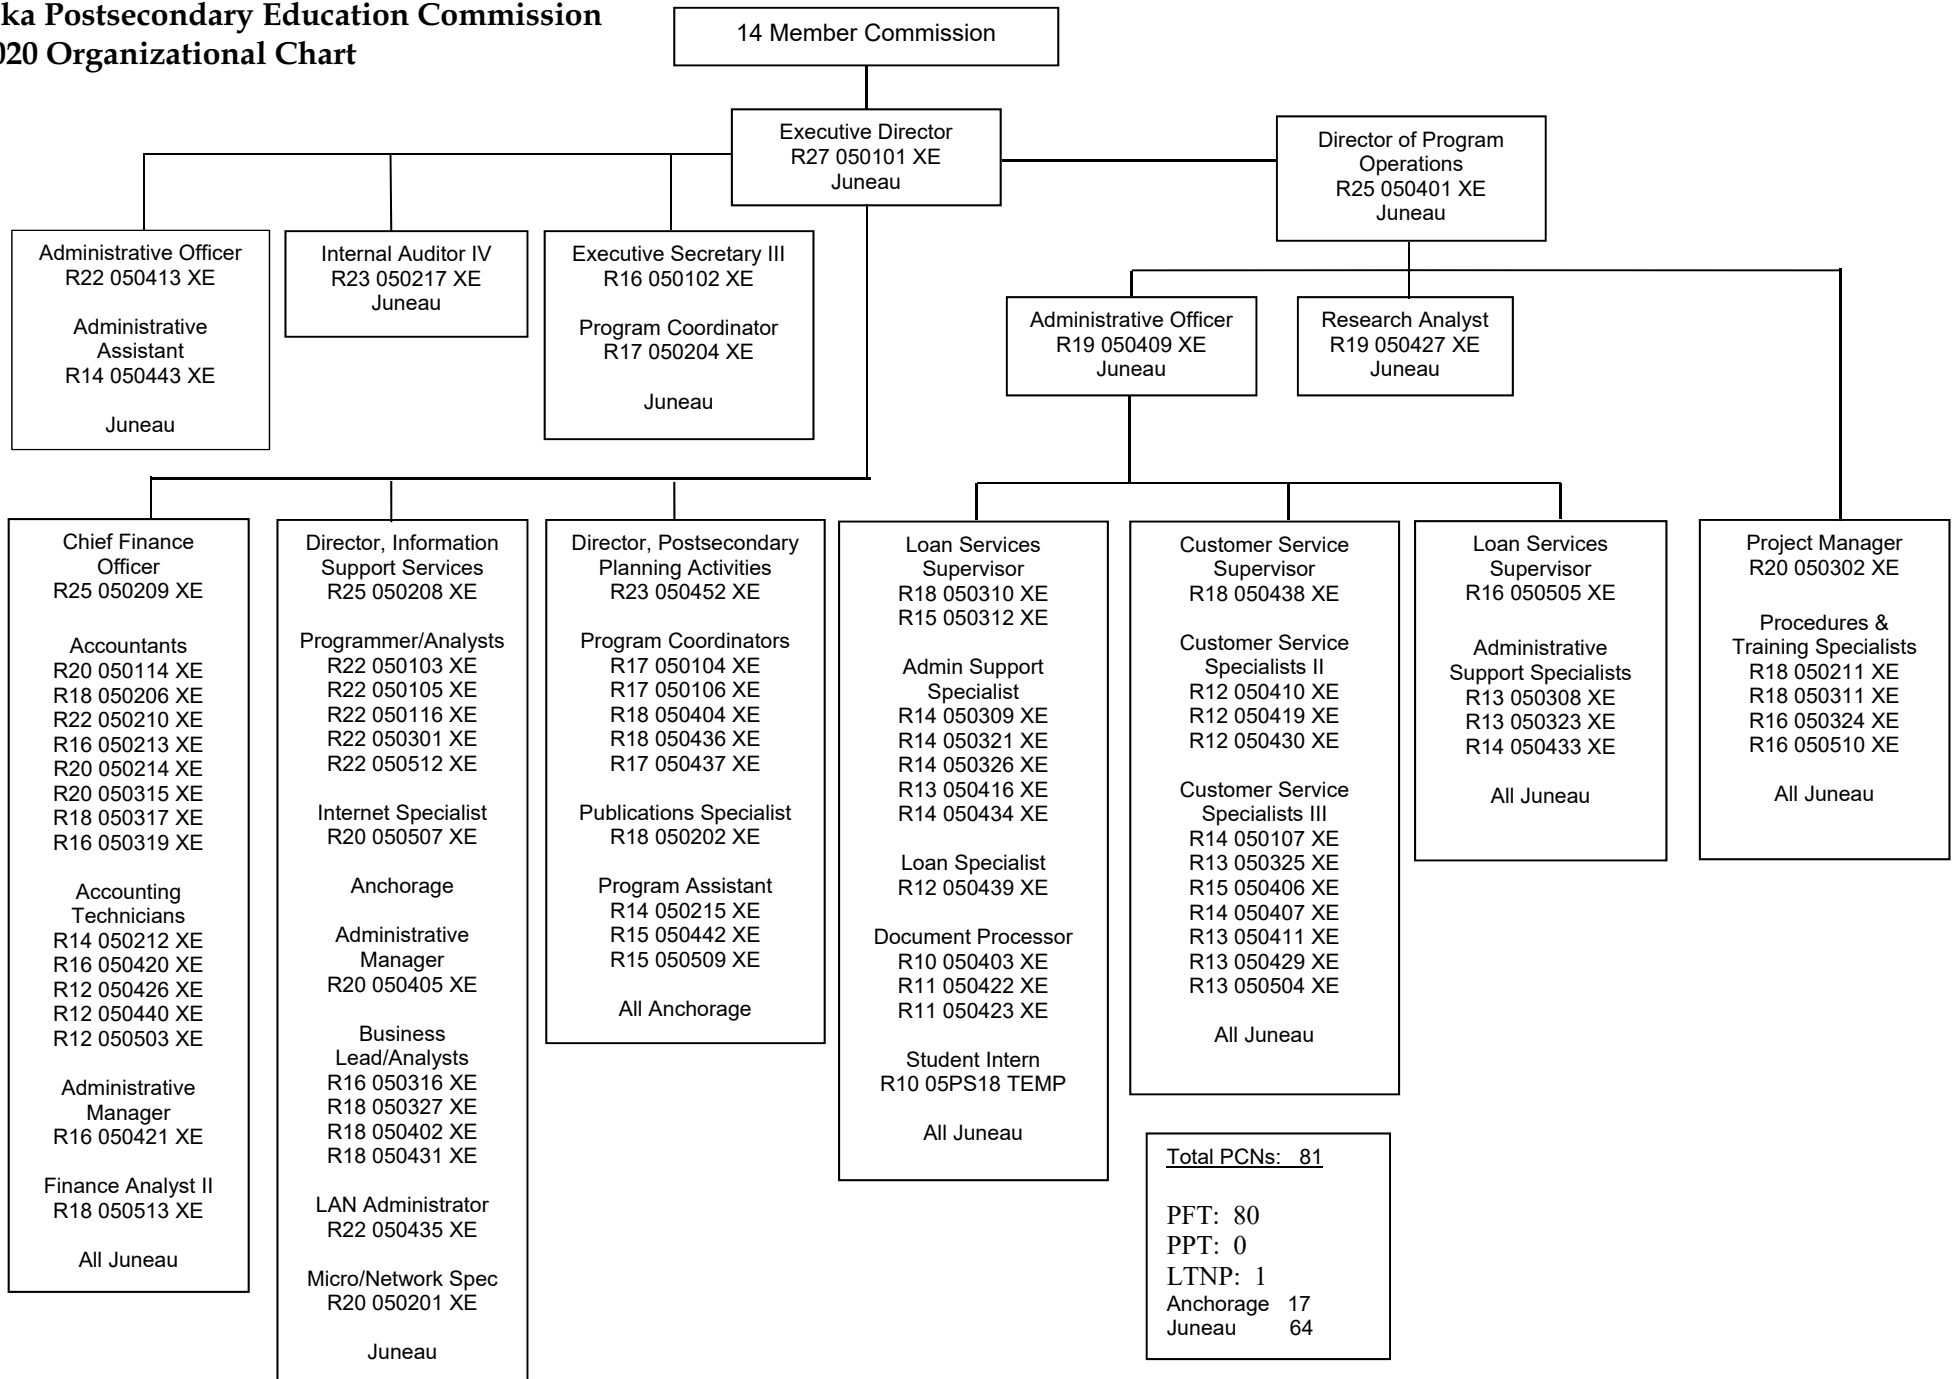 ka Postsecondary Education Commission
020 Organizational Chart
14 Member Commission
Executive Director
R27 050101 XE
Juneau
Director of Program
Operations
R25 050401 XE
Juneau
Administrative Officer
R22 050413 XE
Administrative
Assistant
R14 050443 XE
Juneau
Internal Auditor IV
R23 050217 XE
Juneau
Executive Secretary III
R16 050102 XE
Program Coordinator
R17 050204 XE
Juneau
Administrative Officer
R19 050409 XE
Juneau
Research Analyst
R19 050427 XE
Juneau
Chief Finance
Officer
R25 050209 XE
Accountants
R20 050114 XE
R18 050206 XE
R22 050210 XE
R16 050213 XE
R20 050214 XE
R20 050315 XE
R18 050317 XE
R16 050319 XE
Accounting
Technicians
R14 050212 XE
R16 050420 XE
R12 050426 XE
R12 050440 XE
R12 050503 XE
Administrative
Manager
R16 050421 XE
Finance Analyst II
R18 050513 XE
All Juneau
Director, Information
Support Services
R25 050208 XE
Programmer/Analysts
R22 050103 XE
R22 050105 XE
R22 050116 XE
R22 050301 XE
R22 050512 XE
Internet Specialist
R20 050507 XE
Anchorage
Administrative
Manager
R20 050405 XE
Business
Lead/Analysts
R16 050316 XE
R18 050327 XE
R18 050402 XE
R18 050431 XE
LAN Administrator
R22 050435 XE
Micro/Network Spec
R20 050201 XE
Juneau
Director, Postsecondary
Planning Activities
R23 050452 XE
Program Coordinators
R17 050104 XE
R17 050106 XE
R18 050404 XE
R18 050436 XE
R17 050437 XE
Publications Specialist
R18 050202 XE
Program Assistant
R14 050215 XE
R15 050442 XE
R15 050509 XE
All Anchorage
Loan Services
Supervisor
R18 050310 XE
R15 050312 XE
Admin Support
Specialist
R14 050309 XE
R14 050321 XE
R14 050326 XE
R13 050416 XE
R14 050434 XE
Loan Specialist
R12 050439 XE
Document Processor
R10 050403 XE
R11 050422 XE
R11 050423 XE
Student Intern
R10 05PS18 TEMP
All Juneau
Customer Service
Supervisor
R18 050438 XE
Customer Service
Specialists II
R12 050410 XE
R12 050419 XE
R12 050430 XE
Customer Service
Specialists III
R14 050107 XE
R13 050325 XE
R15 050406 XE
R14 050407 XE
R13 050411 XE
R13 050429 XE
R13 050504 XE
All Juneau
Loan Services
Supervisor
R16 050505 XE
Administrative
Support Specialists
R13 050308 XE
R13 050323 XE
R14 050433 XE
All Juneau
Project Manager
R20 050302 XE
Procedures &
Training Specialists
R18 050211 XE
R18 050311 XE
R16 050324 XE
R16 050510 XE
All Juneau
Total PCNs: 81
PFT: 80
PPT: 0
LTNP: 1
Anchorage 17
Juneau 64